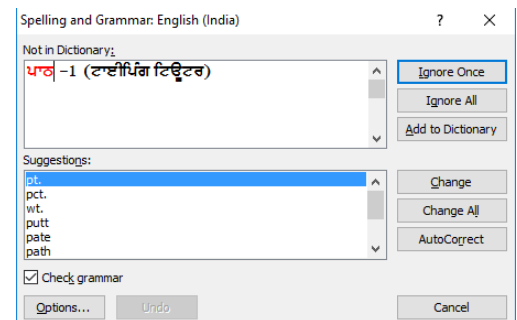 Spelling and Grammar: English (India) ? ×
Not in Dictionary:
ਪਾਠ -1 (ਟਾਈਪਿੰਗ ਟਿਊਟਰ)
Ignore Once
Ignore All
Add to Dictionary
Suggestions:
pt.
pct.
wt.
putt
pate
path
Change
Change All
AutoCorrect
Check grammar
Options...
Undo
Cancel